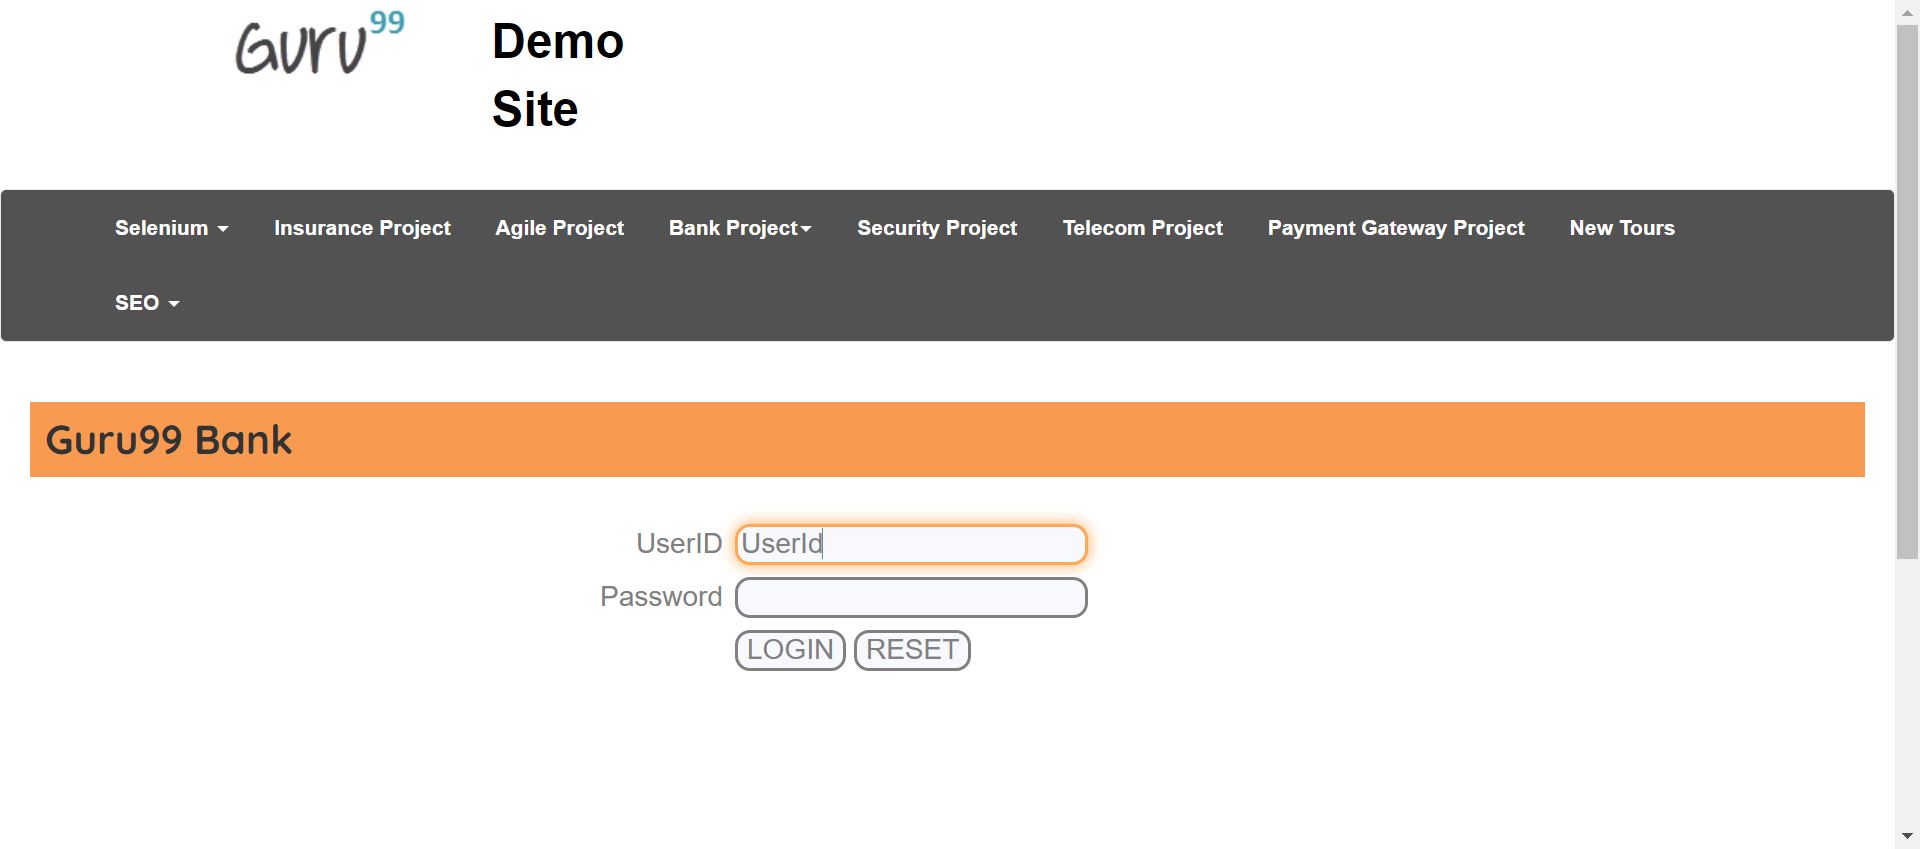 Guru99
Demo
Site
Selenium Insurance Project Agile Project Bank Project Security Project Telecom Project Payment Gateway Project New Tours
SEO
Guru99 Bank
UserID UserId
Password
LOGIN RESET